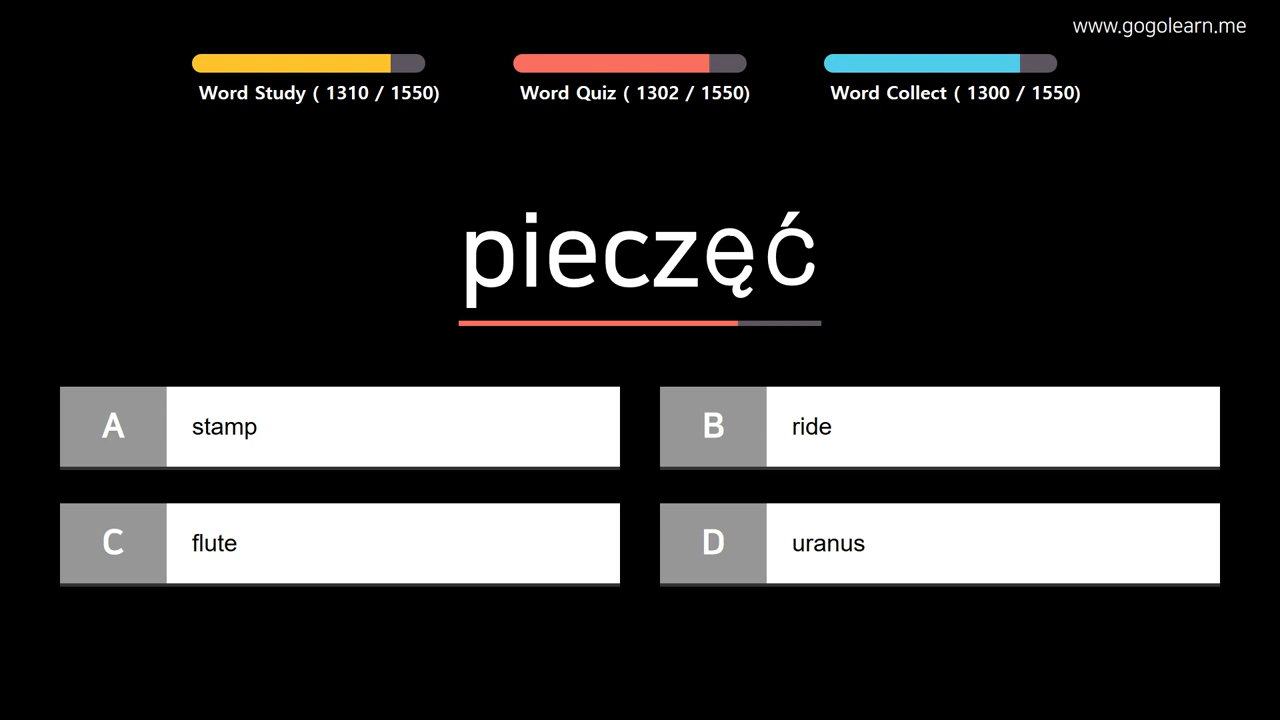 www.gogolearn.me
Word Study ( 1310 / 1550)
Word Quiz ( 1302 / 1550)
Word Collect ( 1300 / 1550)
pieczęć
A stamp
B ride
C flute
D uranus